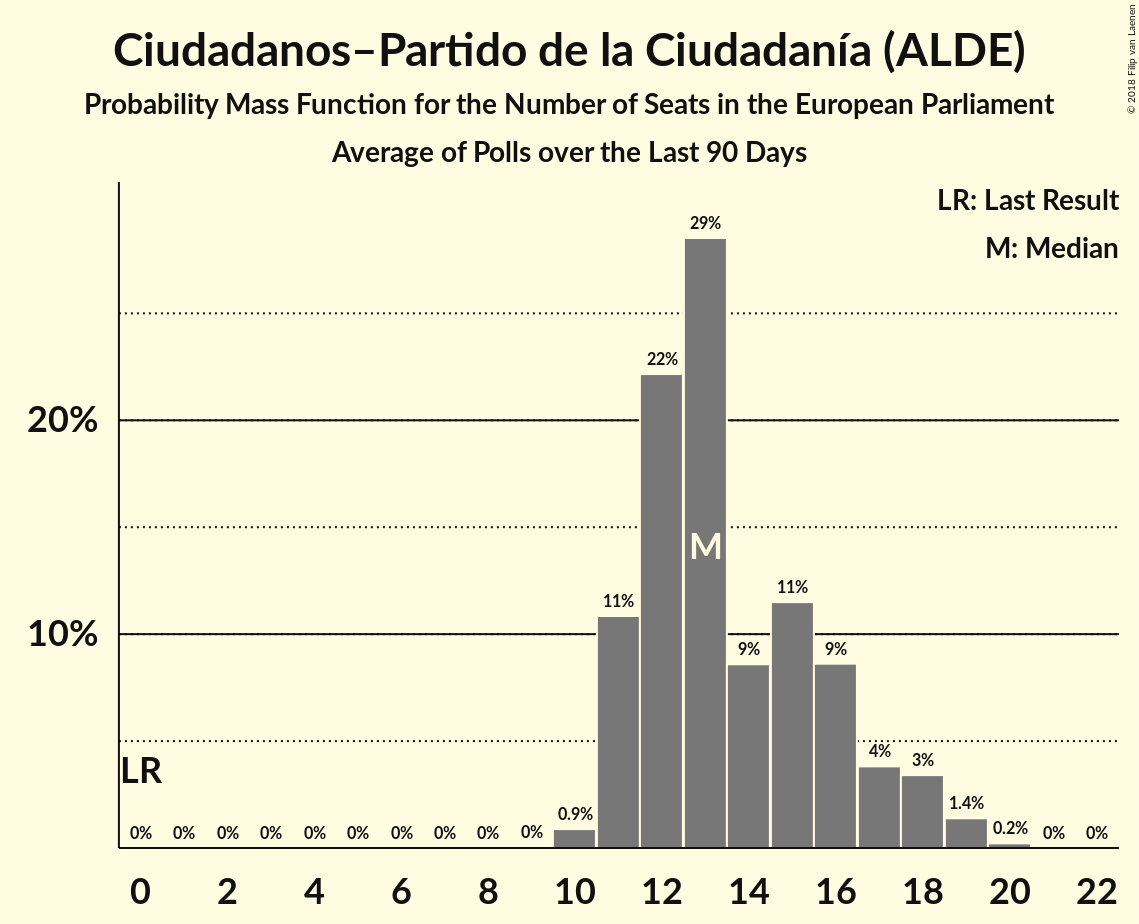 Ciudadanos–Partido de la Ciudadanía (ALDE)
Probability Mass Function for the Number of Seats in the European Parliament
Average of Polls over the Last 90 Days
© 2018 Filip van Laenen
LR: Last Result
M: Median
29%
22%
20%
M
11%
11%
10%
9%
9%
4%
3%
LR
1.4%
0.9%
0.2%
0% 0% 0% 0% 0% 0% 0% 0% 0% 0% 0% 0%
0 2 4 6 8 10 12 14 16 18 20 22